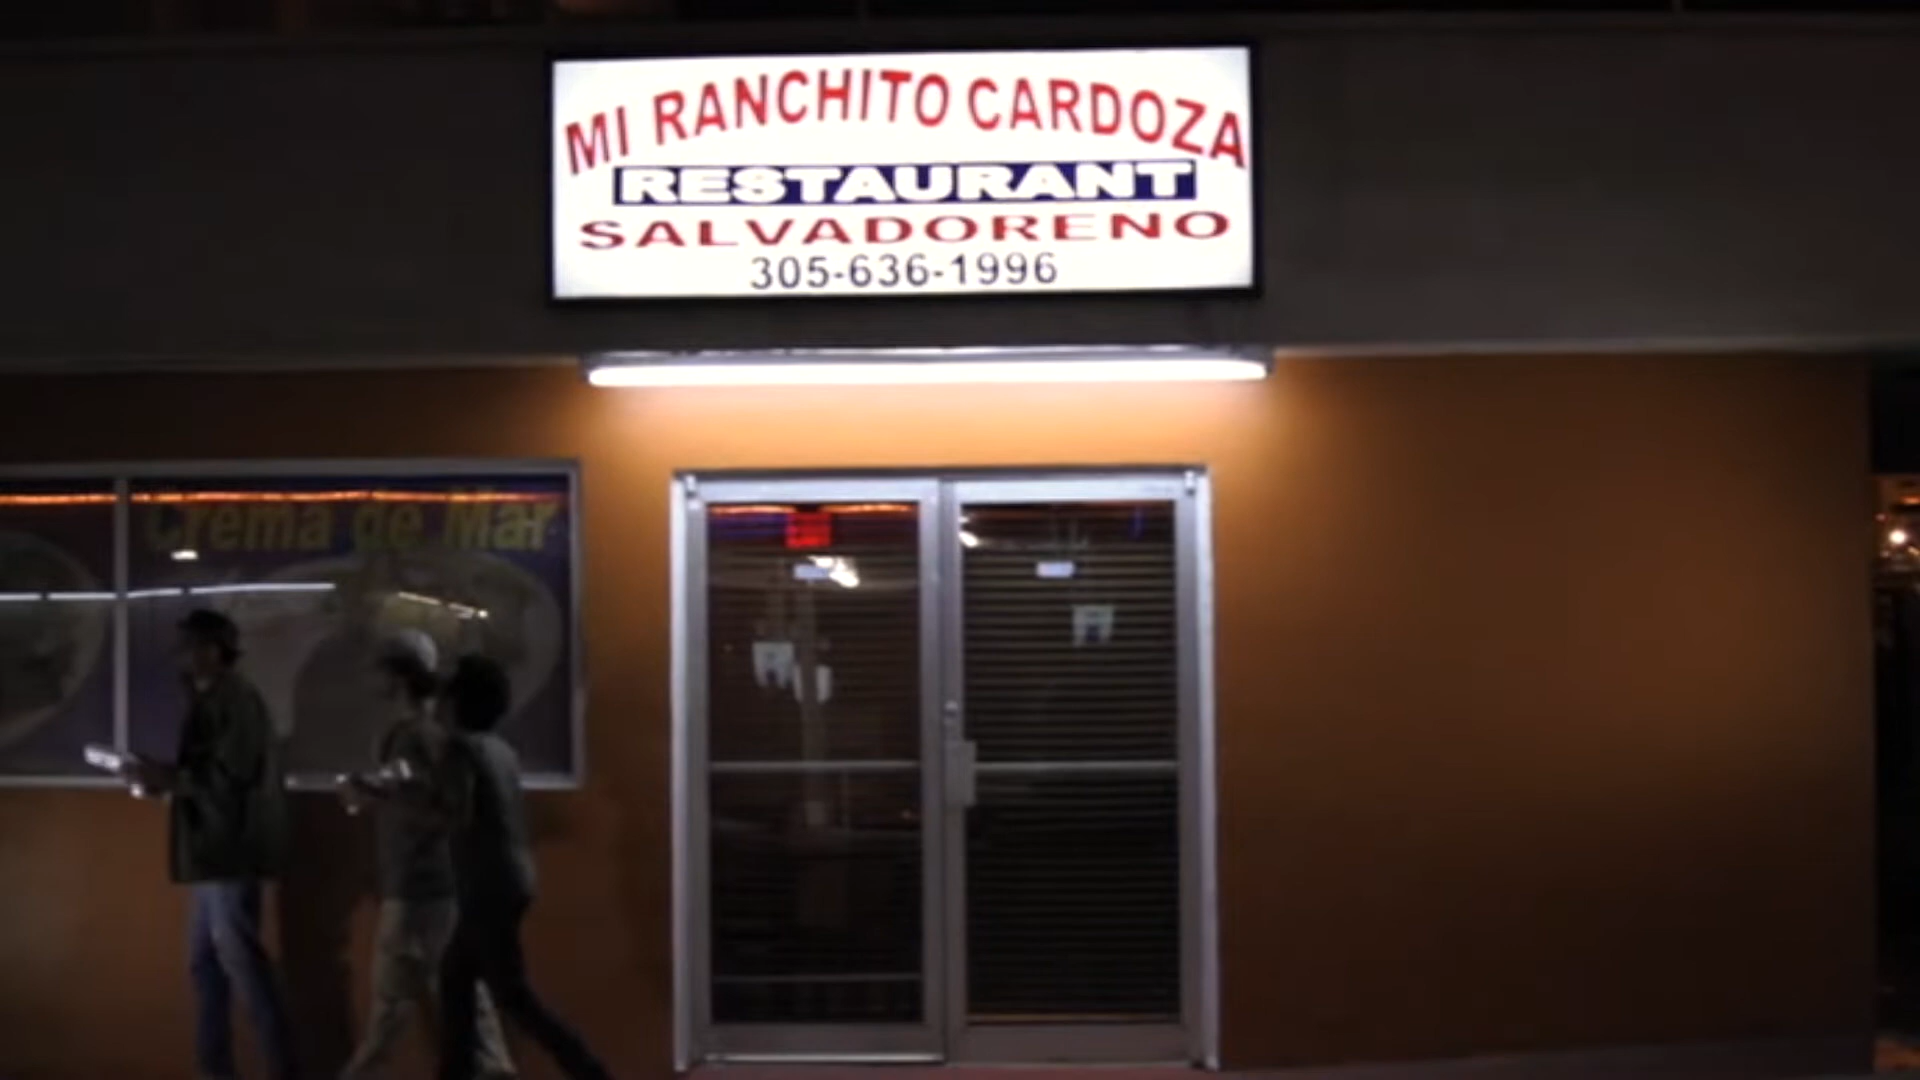 MI RANCHITO CARDOZA
RESTAURANT
SALVADORENO
305-636-1996
Crema de Mar